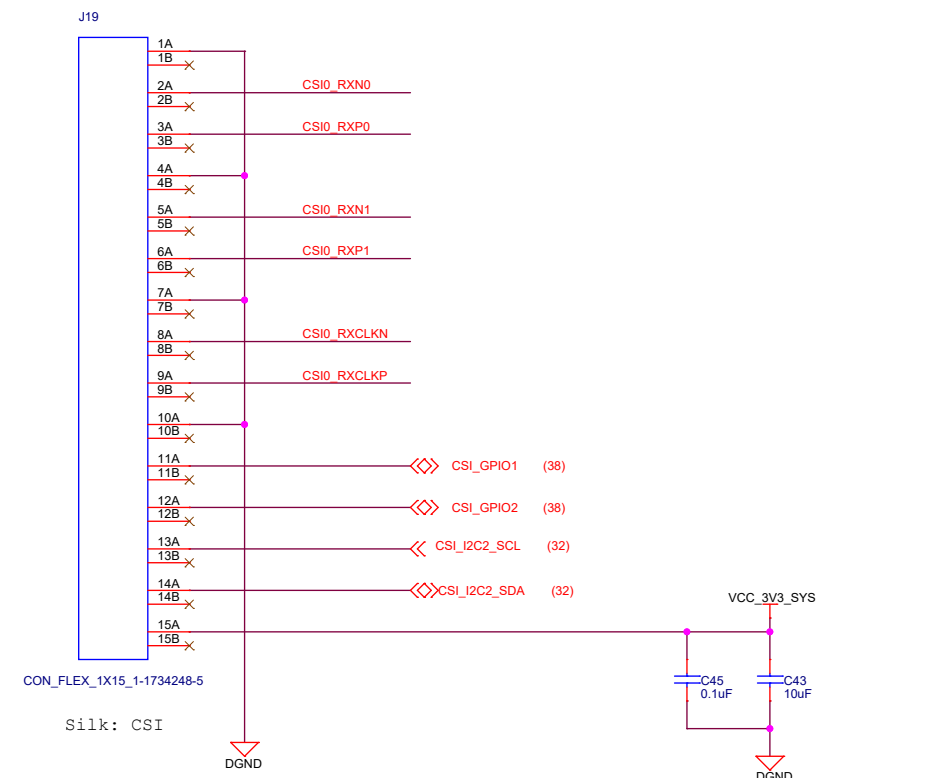 J19
1A
1B
2A CSI0_RXN0
2B
3A CSI0_RXP0
3B
4A
4B
5A CSI0_RXN1
5B
6A CSI0_RXP1
6B
7A
7B
8A CSI0_RXCLKN
8B
9A CSI0_RXCLKP
9B
10A
10B
11A CSI_GPIO1 (38)
11B
12A CSI_GPIO2 (38)
12B
13A CSI_I2C2_SCL (32)
13B
14A CSI_I2C2_SDA (32)
14B
VCC_3V3_SYS
15A
15B
CON_FLEX_1X15_1-1734248-5
C45 C43
0.1uF 10uF
Silk: CSI
DGND
DGND